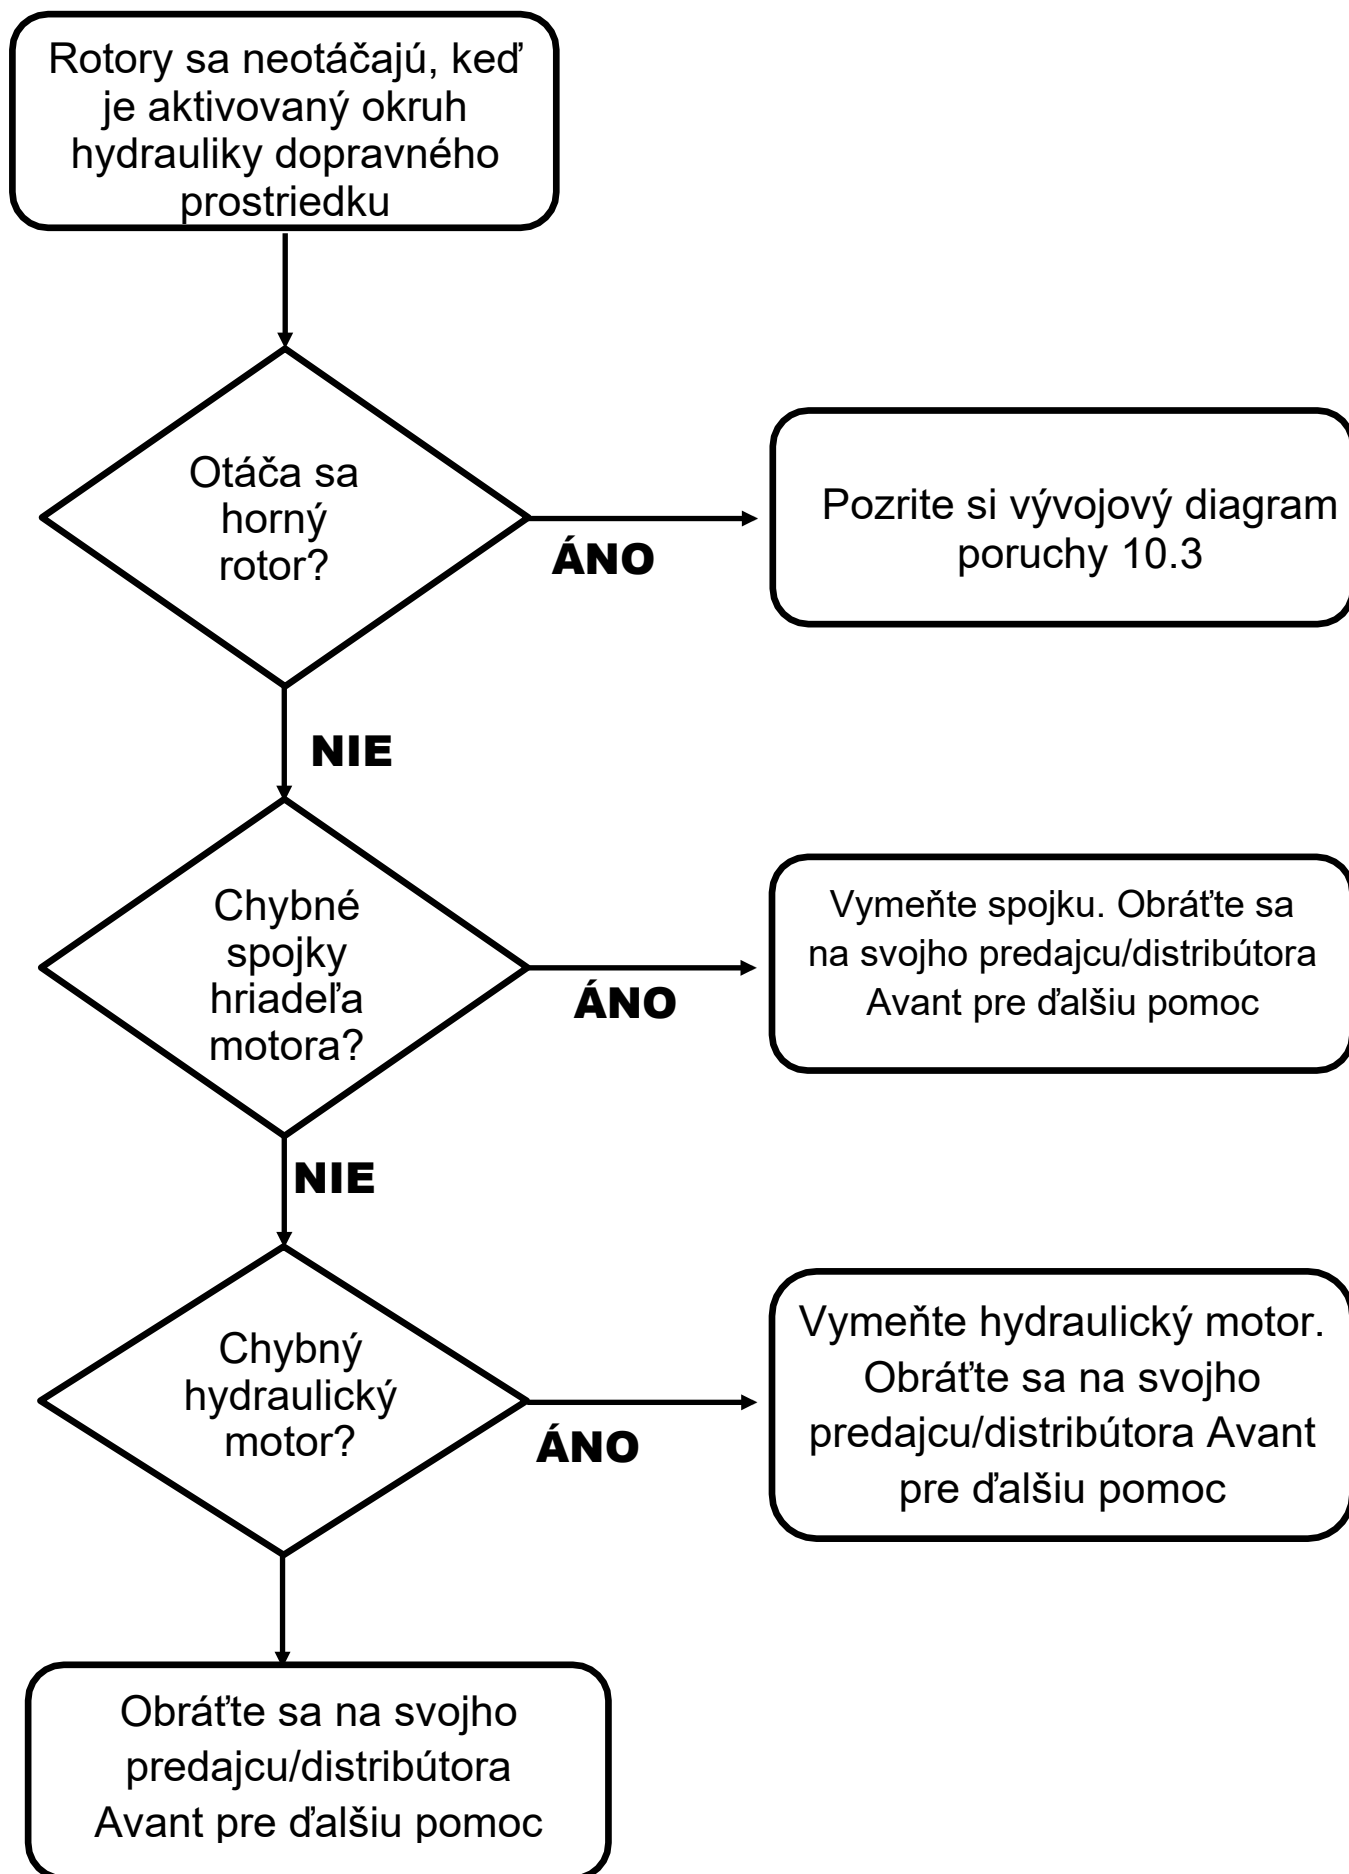 Rotory sa neotáčajú, keď
je aktivovaný okruh
hydrauliky dopravného
prostriedku
Otáča sa
horný
rotor?
ÁNO
Pozrite si vývojový diagram
poruchy 10.3
NIE
Chybné
spojky
hriadeľa
motora?
ÁNO
Vymeňte spojku. Obráťte sa
na svojho predajcu/distribútora
Avant pre ďalšiu pomoc
NIE
Chybný
hydraulický
motor?
ÁNO
Vymeňte hydraulický motor.
Obráťte sa na svojho
predajcu/distribútora Avant
pre ďalšiu pomoc
Obráťte sa na svojho
predajcu/distribútora
Avant pre ďalšiu pomoc